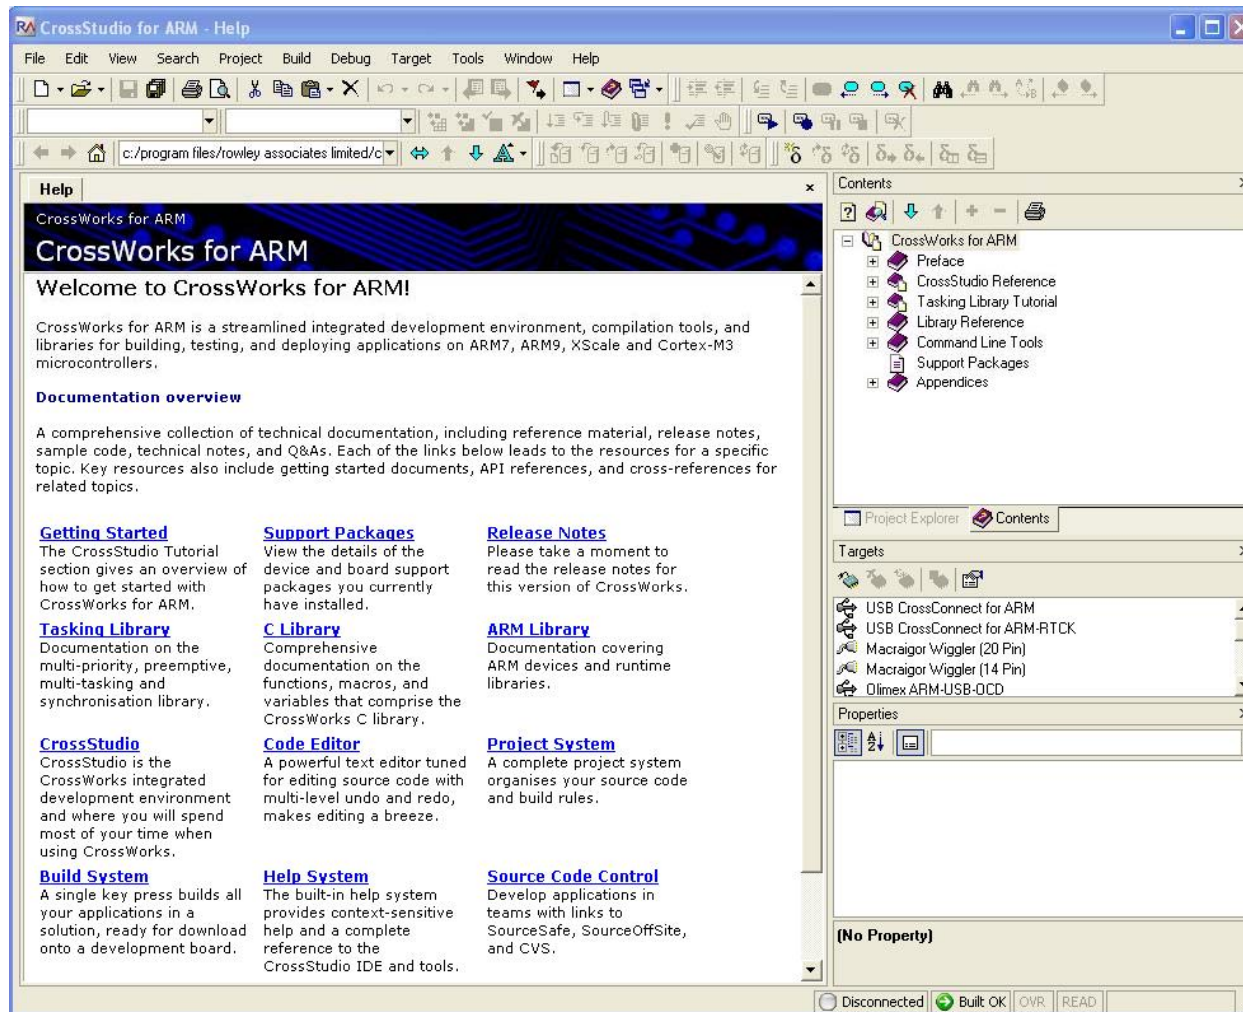 CrossStudio for ARM - Help
File Edit View Search Project Build Debug Target Tools Window Help
c:/program files/rowley associates limited/c
Help
CrossWorks for ARM
CrossWorks for ARM
Welcome to CrossWorks for ARM!
CrossWorks for ARM is a streamlined integrated development environment, compilation tools, and
libraries for building, testing, and deploying applications on ARM7, ARM9, XScale and Cortex-M3
microcontrollers.
Documentation overview
A comprehensive collection of technical documentation, including reference material, release notes,
sample code, technical notes, and Q&As. Each of the links below leads to the resources for a specific
topic. Key resources also include getting started documents, API references, and cross-references for
related topics.
Getting Started
The CrossStudio Tutorial
section gives an overview of
how to get started with
CrossWorks for ARM.
Support Packages
View the details of the
device and board support
packages you currently
have installed.
Release Notes
Please take a moment to
read the release notes for
this version of CrossWorks.
Tasking Library
Documentation on the
multi-priority, preemptive,
multi-tasking and
synchronisation library.
C Library
Comprehensive
documentation on the
functions, macros, and
variables that comprise the
CrossWorks C library.
ARM Library
Documentation covering
ARM devices and runtime
libraries.
CrossStudio
CrossStudio is the
CrossWorks integrated
development environment
and where you will spend
most of your time when
using CrossWorks.
Code Editor
A powerful text editor tuned
for editing source code with
multi-level undo and redo,
makes editing a breeze.
Project System
A complete project system
organises your source code
and build rules.
Build System
A single key press builds all
your applications in a
solution, ready for download
onto a development board.
Help System
The built-in help system
provides context-sensitive
help and a complete
reference to the
CrossStudio IDE and tools.
Source Code Control
Develop applications in
teams with links to
SourceSafe, SourceOffSite,
and CVS.
Contents
CrossWorks for ARM
Preface
CrossStudio Reference
Tasking Library Tutorial
Library Reference
Command Line Tools
Support Packages
Appendices
Project Explorer Contents
Targets
USB CrossConnect for ARM
USB CrossConnect for ARM-RTCK
Macraigor Wiggler (20 Pin)
Macraigor Wiggler (14 Pin)
Olimex ARM-USB-OCD
Properties
(No Property)
Disconnected Built OK OVR READ